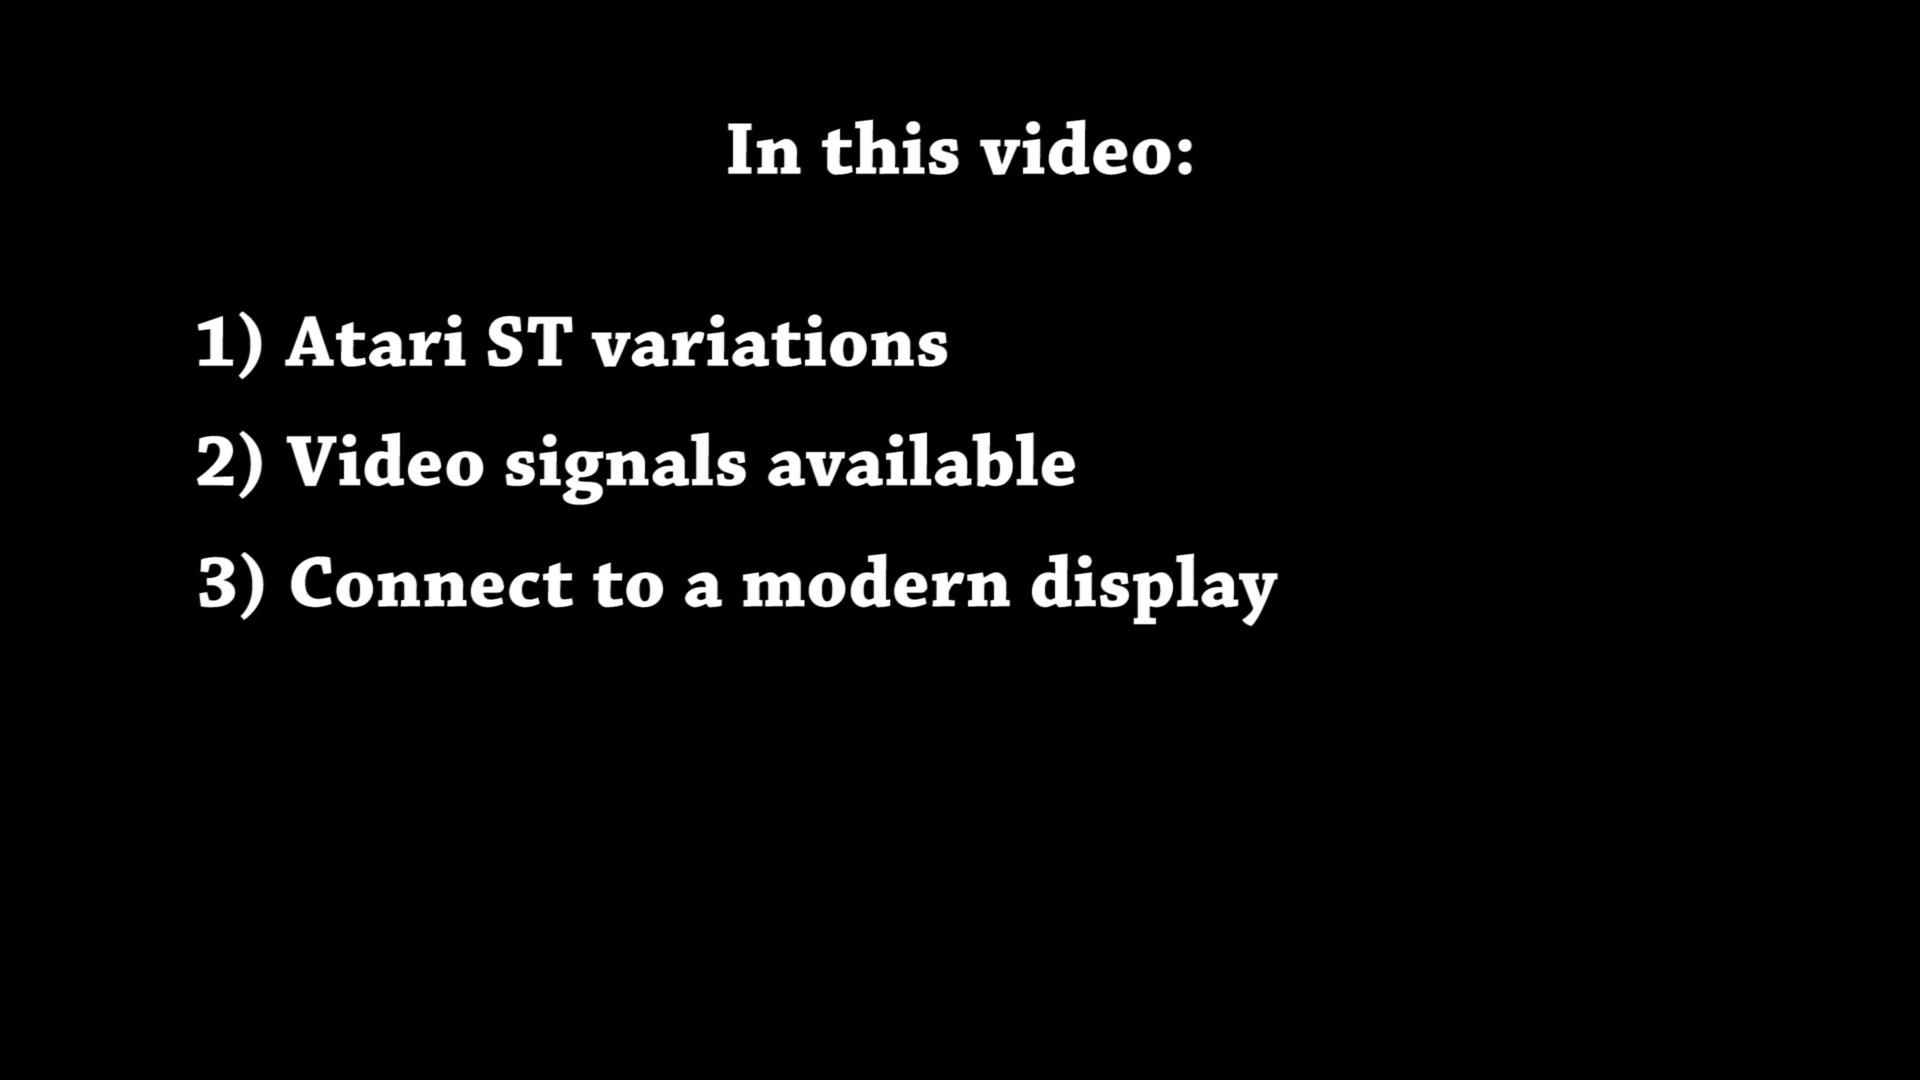 In this video:
1) Atari ST variations
2) Video signals available
3) Connect to a modern display